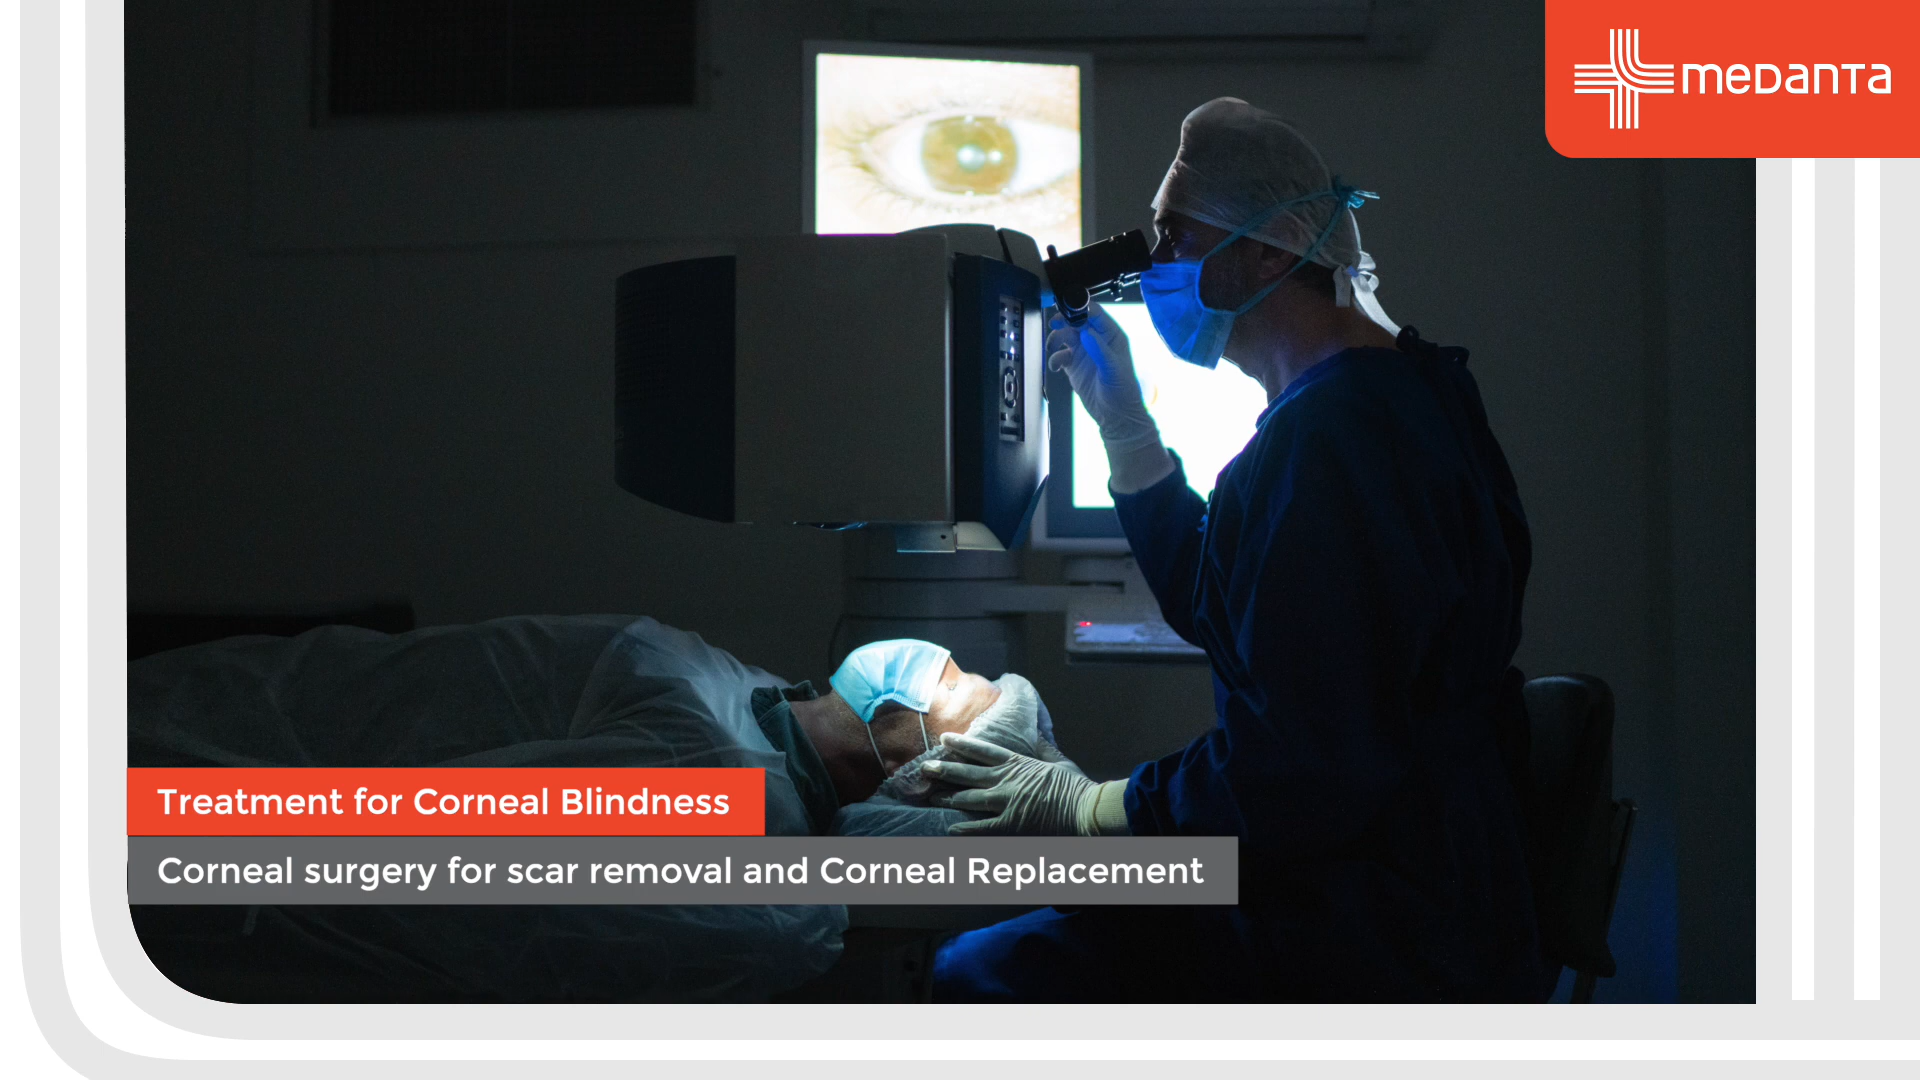 meDanTa
Treatment for Corneal Blindness
Corneal surgery for scar removal and Corneal Replacement